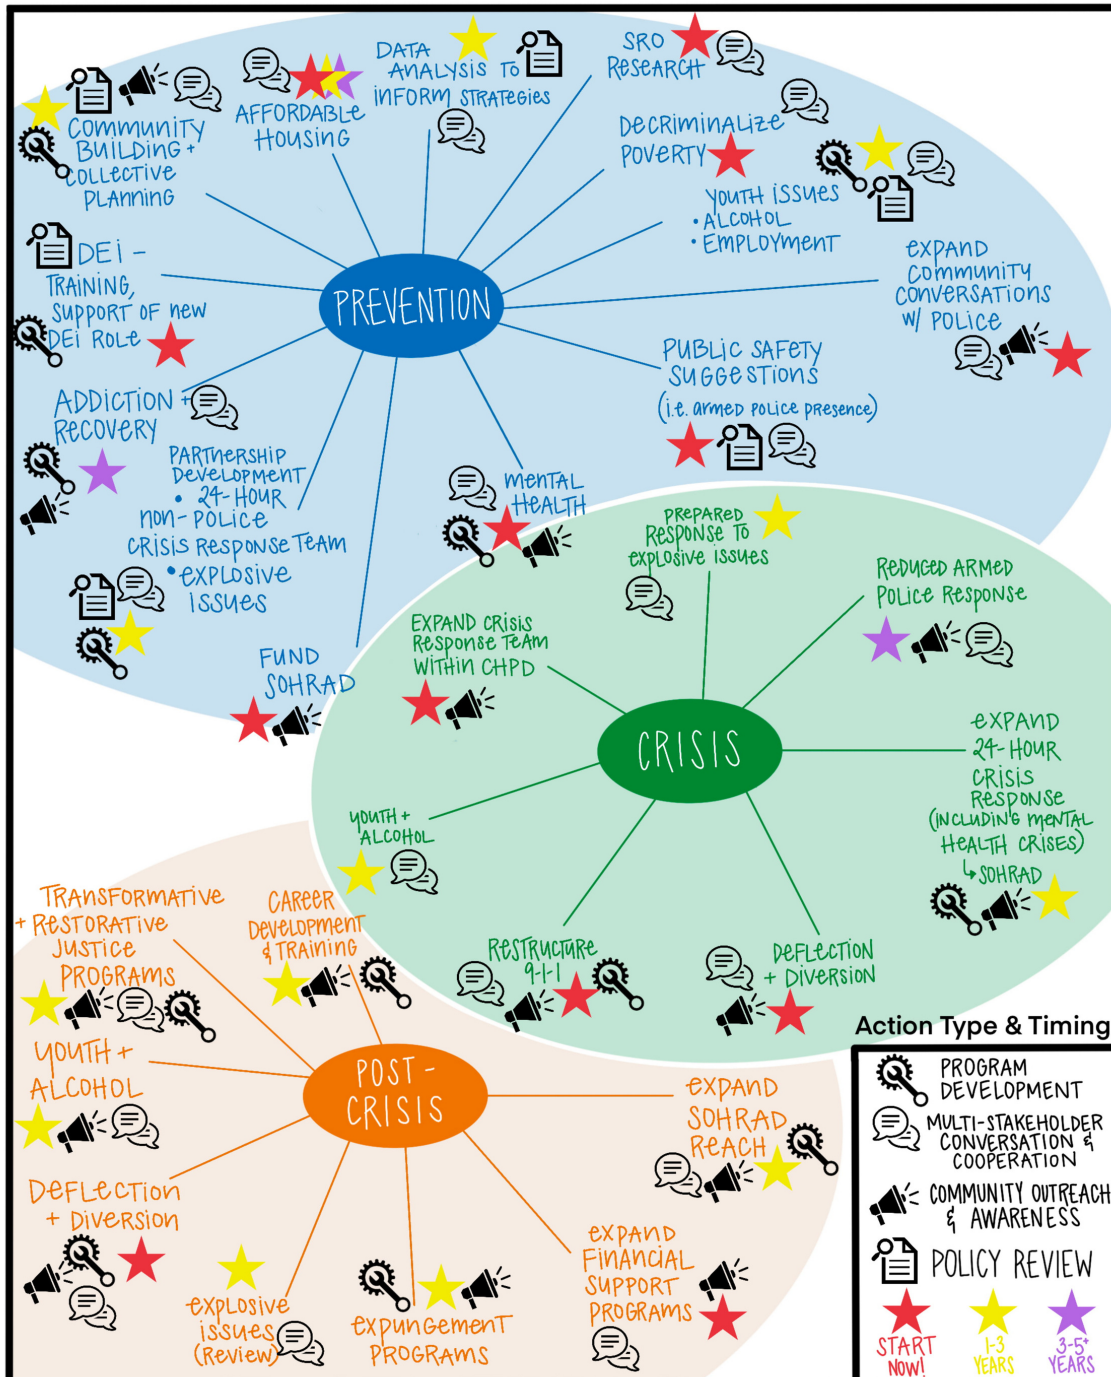 PREVENTION
COMMUNITY
BUILDING +
COLLECTIVE
PLANNING
AFFORDABLE
HOUSING
DATA
ANALYSIS TO
INFORM STRATEGIES
SRO
RESEARCH
DECRIMINALIZE
POVERTY
YOUTH ISSUES
• ALCOHOL
• EMPLOYMENT
EXPAND
COMMUNITY
CONVERSATIONS
W/ POLICE
DEI -
TRAINING,
SUPPORT OF NEW
DEI ROLE
PUBLIC SAFETY
SUGGESTIONS
(i.e. ARMED POLICE PRESENCE)
ADDICTION +
RECOVERY
PARTNERSHIP
DEVELOPMENT
• 24-HOUR
NON-POLICE
CRISIS RESPONSE TEAM
• EXPLOSIVE
ISSUES
MENTAL
HEALTH
FUND
SOHRAD
CRISIS
PREPARED
RESPONSE TO
EXPLOSIVE ISSUES
REDUCED ARMED
POLICE RESPONSE
EXPAND CRISIS
RESPONSE TEAM
WITHIN CHPD
EXPAND
24-HOUR
CRISIS
RESPONSE
(INCLUDING MENTAL
HEALTH CRISES)
↳ SOHRAD
YOUTH +
ALCOHOL
RESTRUCTURE
9-1-1
DEFLECTION
+ DIVERSION
POST-
CRISIS
TRANSFORMATIVE
+ RESTORATIVE
JUSTICE
PROGRAMS
CAREER
DEVELOPMENT
& TRAINING
YOUTH +
ALCOHOL
EXPAND
SOHRAD
REACH
DEFLECTION
+ DIVERSION
EXPLOSIVE
ISSUES
(REVIEW)
EXPUNGEMENT
PROGRAMS
EXPAND
FINANCIAL
SUPPORT
PROGRAMS
Action Type & Timing
PROGRAM
DEVELOPMENT
MULTI-STAKEHOLDER
CONVERSATION &
COOPERATION
COMMUNITY OUTREACH
& AWARENESS
POLICY REVIEW
START
NOW!
1-3
YEARS
3-5+
YEARS